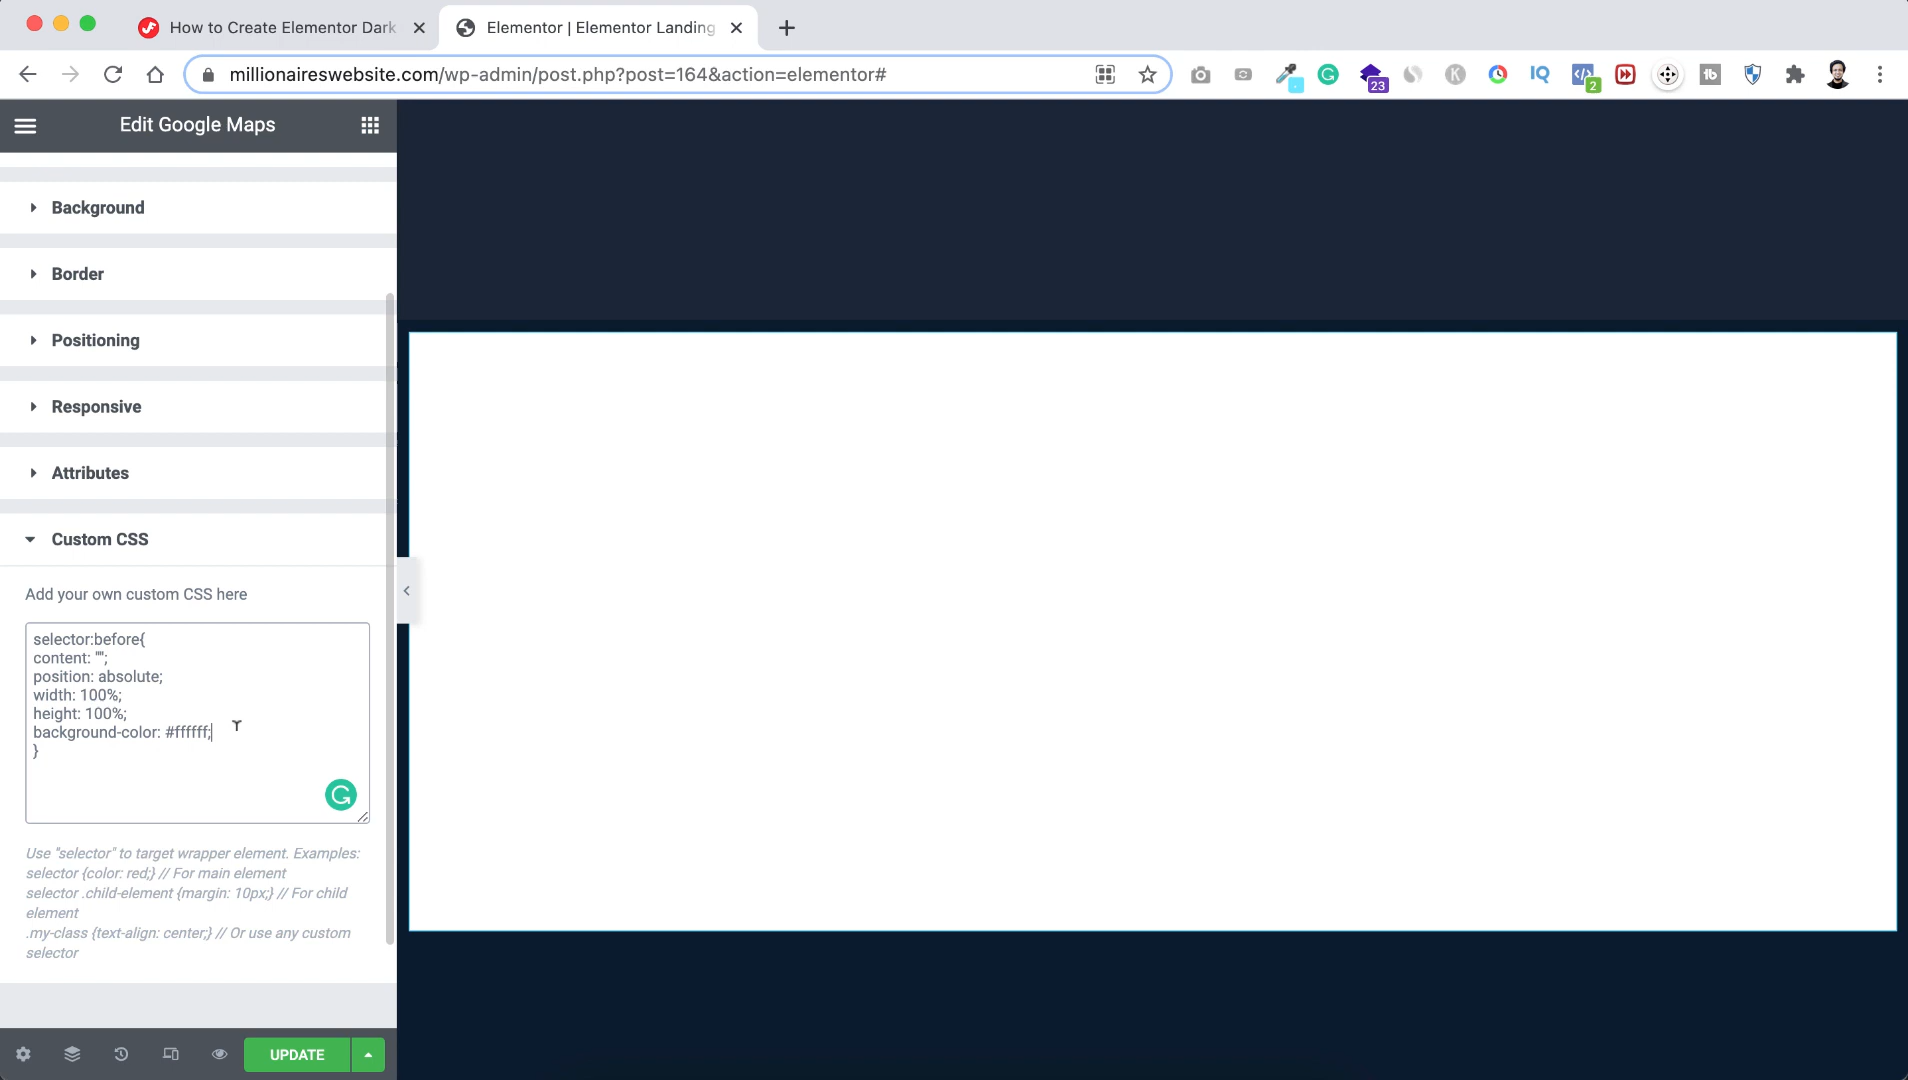 How to Create Elementor Dark
Elementor | Elementor Landing
millionaireswebsite.com/wp-admin/post.php?post=164&action=elementor#
23
K
IQ
2
tb
Edit Google Maps
Background
Border
Positioning
Responsive
Attributes
Custom CSS
Add your own custom CSS here
selector:before{
content: "";
position: absolute;
width: 100%;
height: 100%;
background-color: #ffffff;
}
Use "selector" to target wrapper element. Examples:
selector {color: red;} // For main element
selector .child-element {margin: 10px;} // For child
element
.my-class {text-align: center;} // Or use any custom
selector
UPDATE